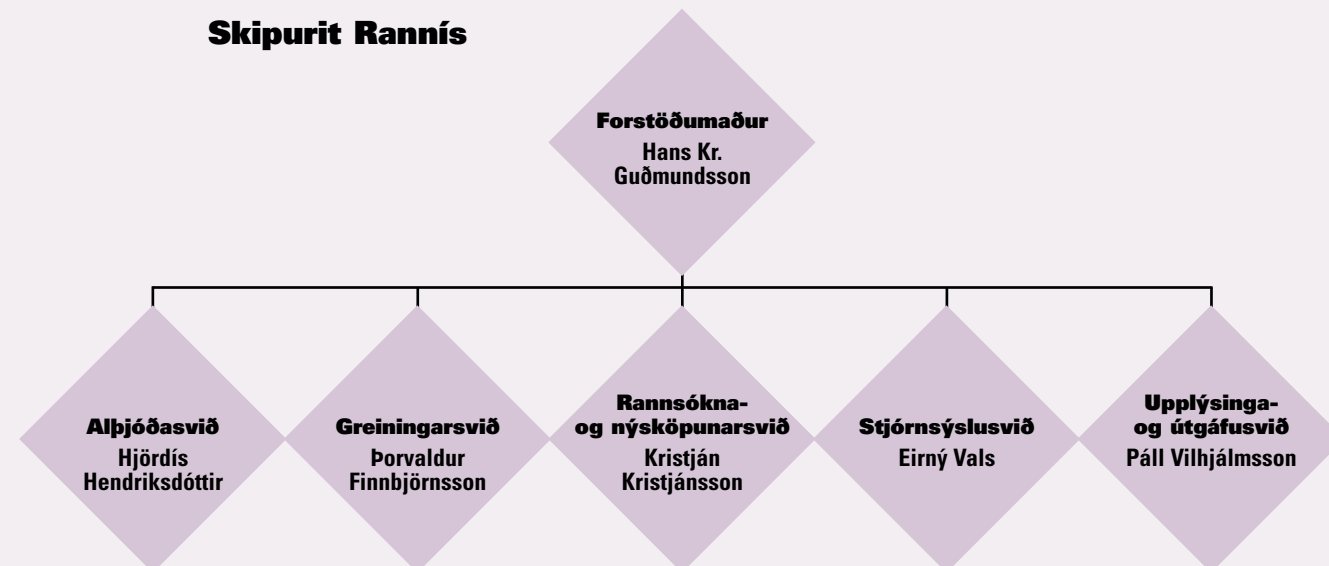 Skipurit Rannís
Forstöðumaður
Hans Kr.
Guðmundsson
Alþjóðasvið
Hjördís
Hendriksdóttir
Greiningarsvið
Þorvaldur
Finnbjörnsson
Rannsókna-
og nýsköpunarsvið
Kristján
Kristjánsson
Stjórnsýslusvið
Eirný Vals
Upplýsinga-
og útgáfusvið
Páll Vilhjálmsson